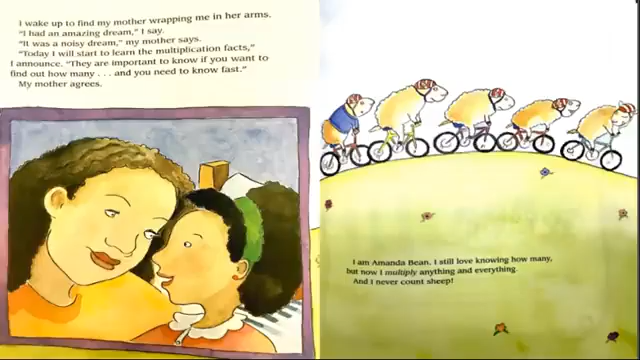 I wake up to find my mother wrapping me in her arms.
"I had an amazing dream," I say.
"It was a noisy dream," my mother says.
"Today I will start to learn the multiplication facts,"
I announce. "They are important to know if you want to
find out how many . . . and you need to know fast."
My mother agrees.
I am Amanda Bean. I still love knowing how many,
but now I multiply anything and everything.
And I never count sheep!